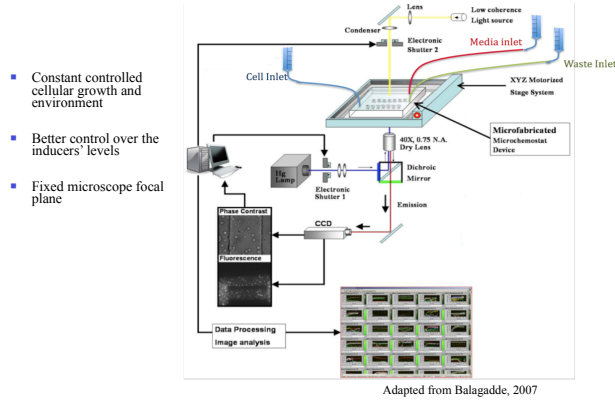 Constant controlled
cellular growth and
environment
Better control over the
inducers' levels
Fixed microscope focal
plane
Lens
Low coherence
Light source
Condenser
Electronic
Shutter 2
Media inlet
Waste Inlet
Cell Inlet
XYZ Motorized
Stage System
40X, 0.75 N.A.
Dry Lens
Microfabricated
Microchemostat
Device
Hg
Lamp
Dichroic
Mirror
Electronic
Shutter 1
Emission
CCD
Phase Contrast
Fluorescence
Data Processing
Image analysis
Adapted from Balagadde, 2007